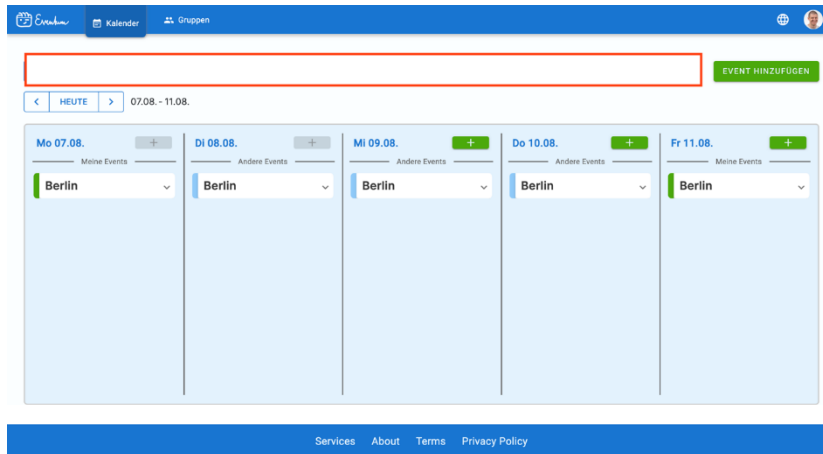 Kalender
Gruppen
EVENT HINZUFÜGEN
HEUTE
07.08. - 11.08.
Mo 07.08.
Meine Events
Berlin
Di 08.08.
Andere Events
Berlin
Mi 09.08.
Andere Events
Berlin
Do 10.08.
Andere Events
Berlin
Fr 11.08.
Meine Events
Berlin
Services About Terms Privacy Policy